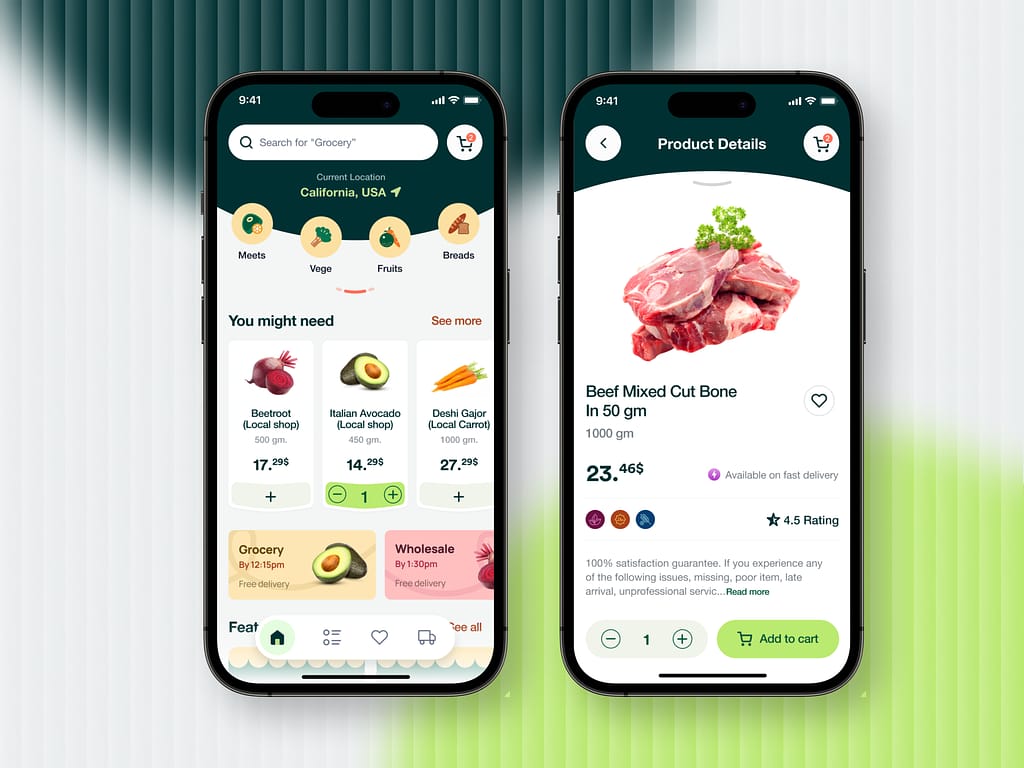 9:41
Search for "Grocery"
2
Current Location
California, USA
Meets
Vege
Fruits
Breads
You might need
See more
Beetroot
(Local shop)
500 gm.
17.29$
+
Italian Avocado
(Local shop)
450 gm.
14.29$
1
Deshi Gajor
(Local Carrot)
1000 gm.
27.29$
+
Grocery
By 12:15pm
Free delivery
Wholesale
By 1:30pm
Free delivery
Feat
See all
9:41
Product Details
2
Beef Mixed Cut Bone
In 50 gm
1000 gm
23.46$
Available on fast delivery
4.5 Rating
100% satisfaction guarantee. If you experience any
of the following issues, missing, poor item, late
arrival, unprofessional servic...Read more
1
Add to cart